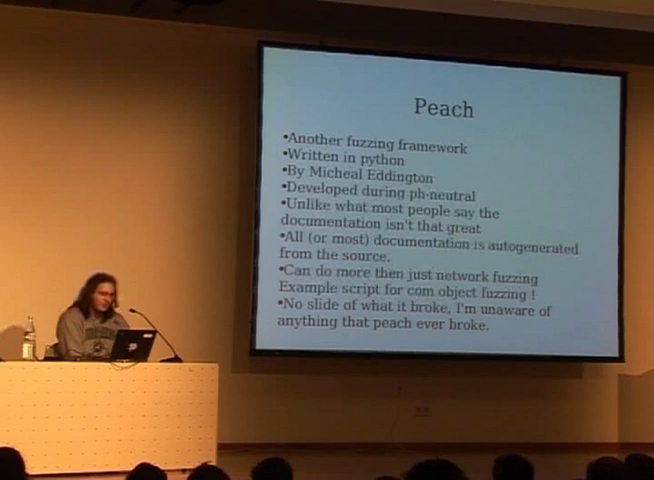 Peach
•Another fuzzing framework
•Written in python
•By Micheal Eddington
•Developed during ph-neutral
•Unlike what most people say the
documentation isn't that great
•All (or most) documentation is autogenerated
from the source.
•Can do more then just network fuzzing
Example script for com object fuzzing !
•No slide of what it broke, I'm unaware of
anything that peach ever broke.